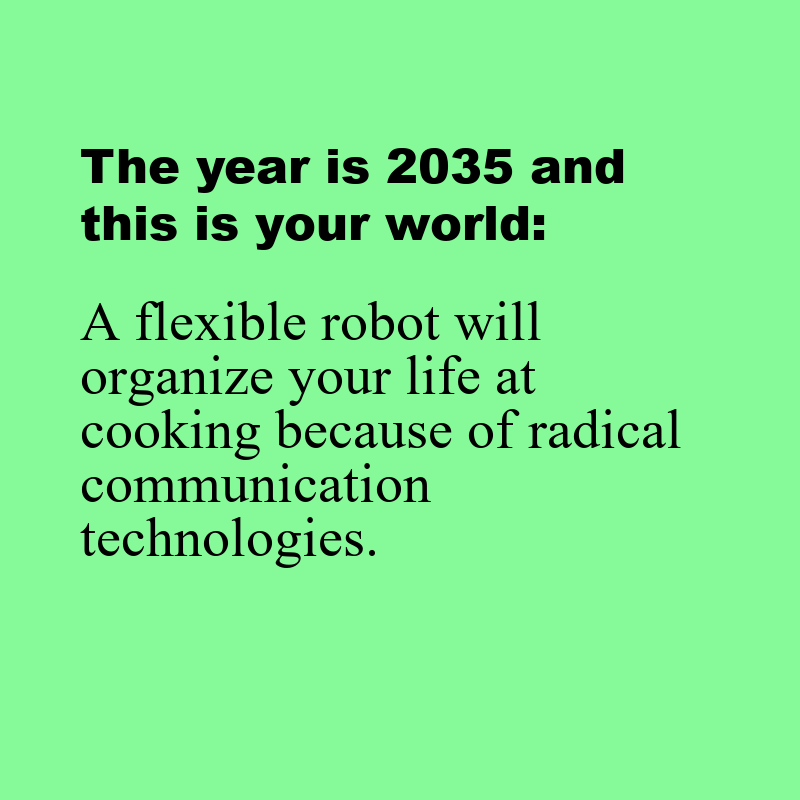 The year is 2035 and
this is your world:
A flexible robot will
organize your life at
cooking because of radical
communication
technologies.